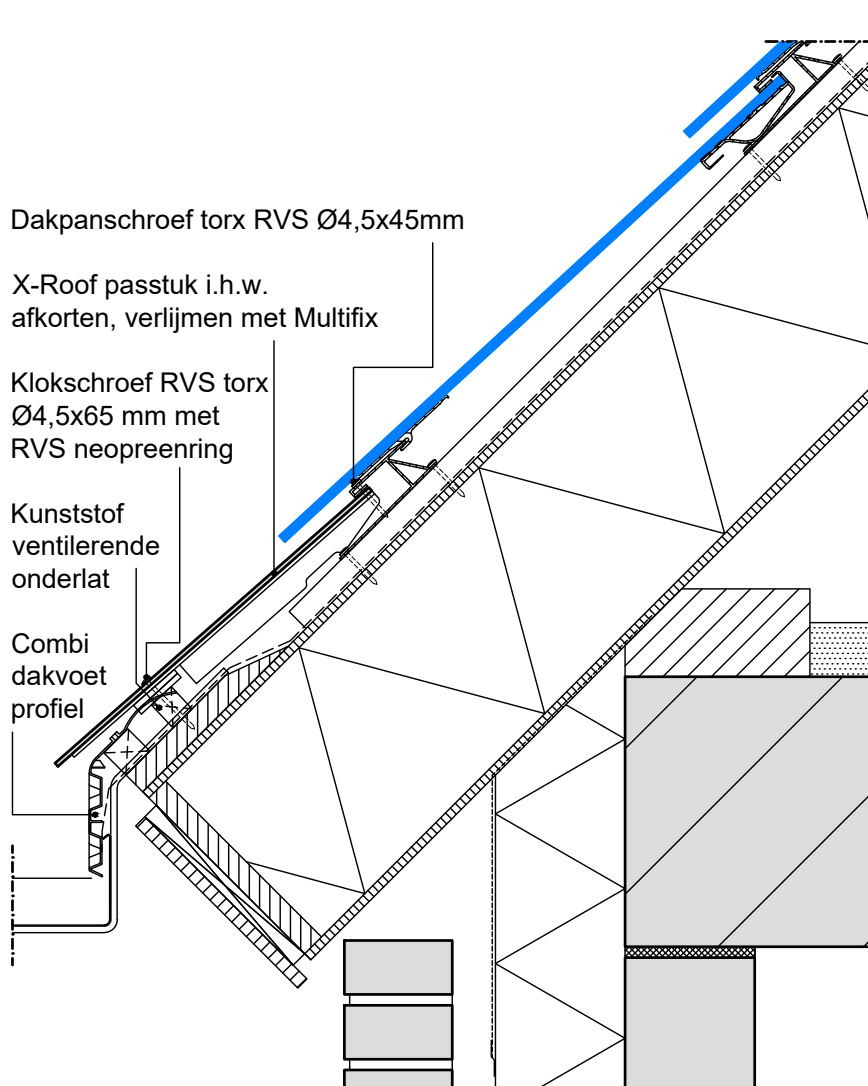 Dakpanschroef torx RVS Ø4,5x45mm
X-Roof passtuk i.h.w.
afkorten, verlijmen met Multifix
Klokschroef RVS torx
Ø4,5x65 mm met
RVS neopreenring
Kunststof
ventilerende
onderlat
Combi
dakvoet
profiel